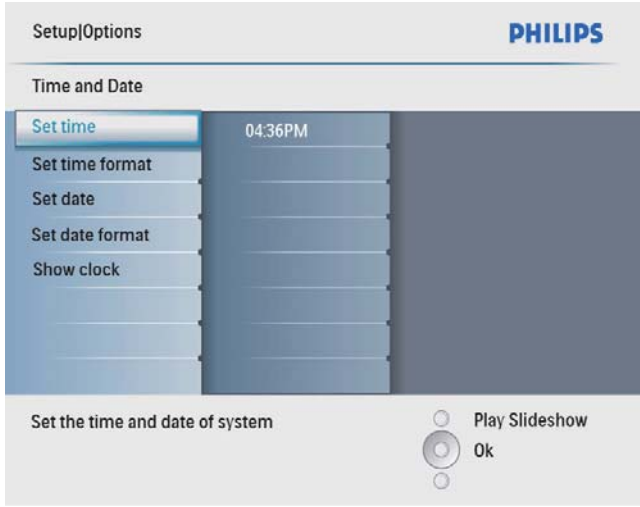 Setup|Options
PHILIPS
Time and Date
Set time
04:36PM
Set time format
Set date
Set date format
Show clock
Set the time and date of system
Play Slideshow
Ok